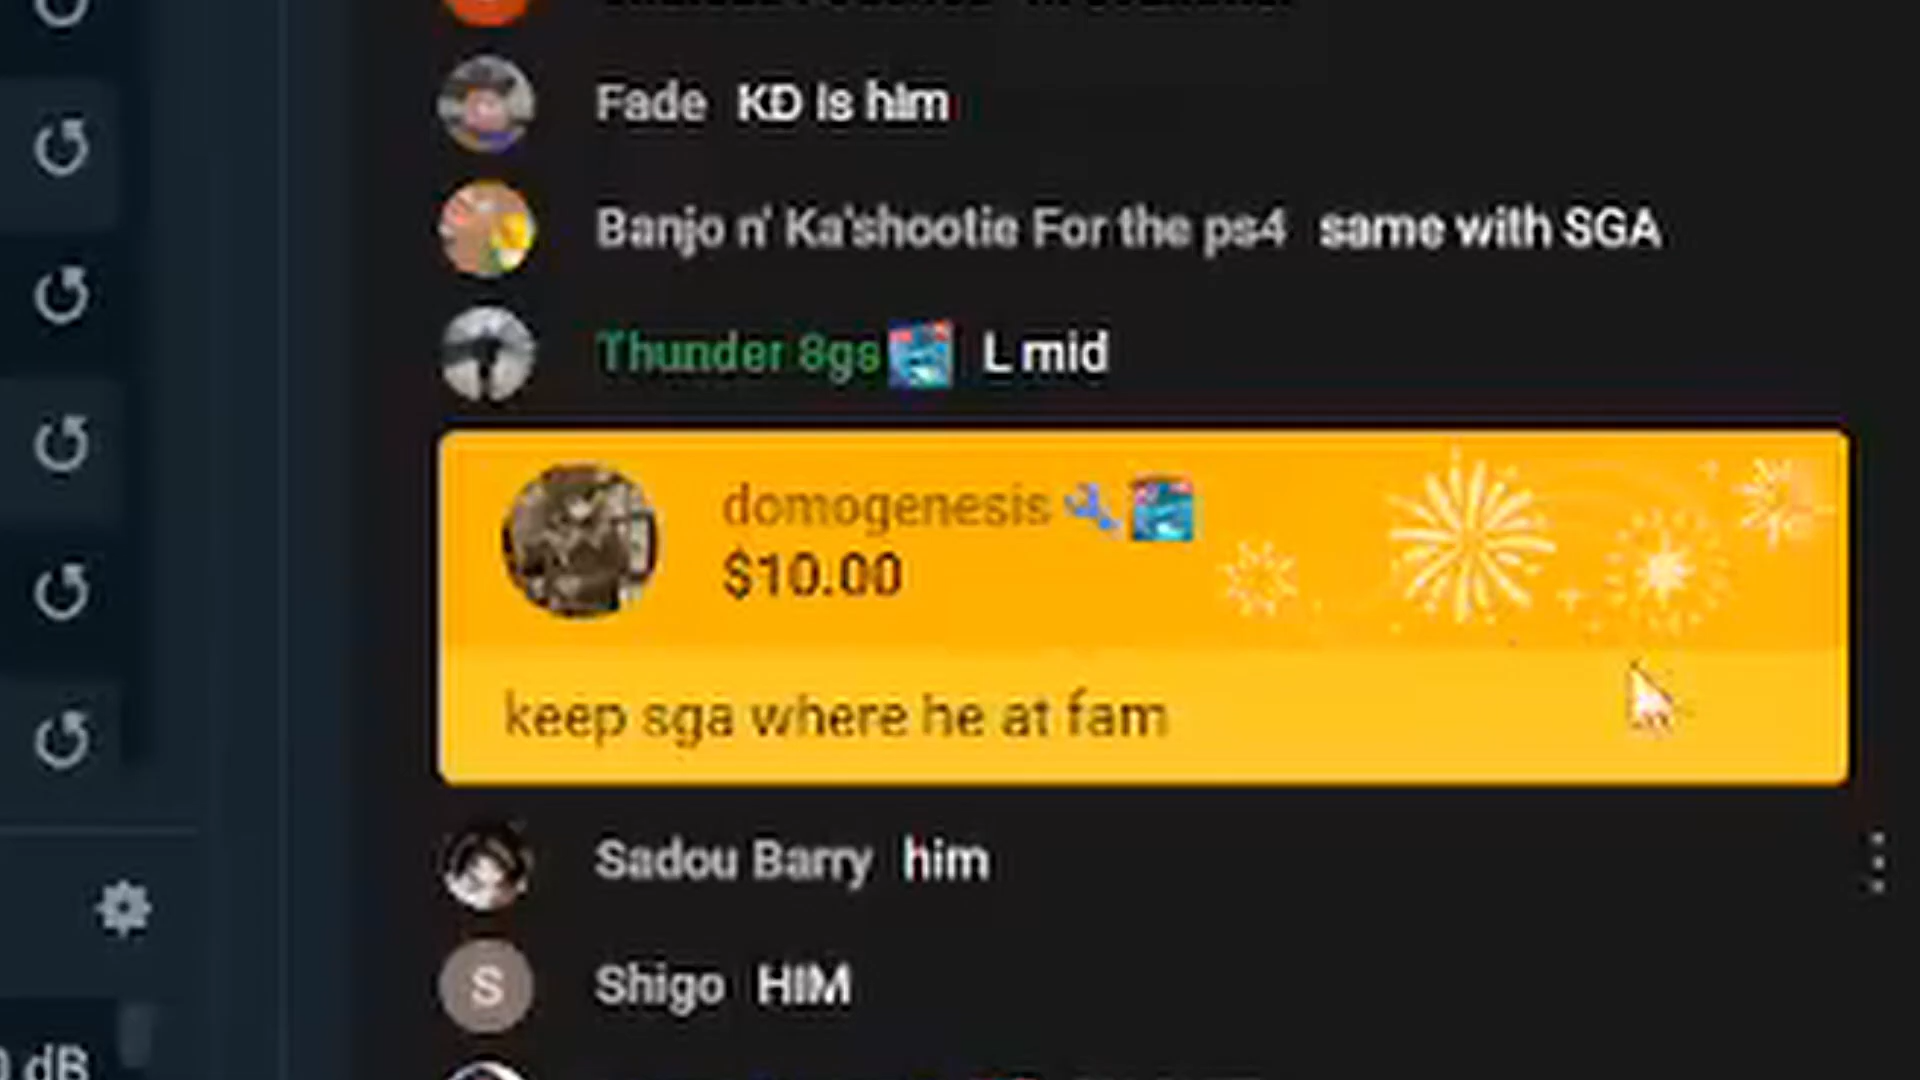 Fade KD is him
Banjo n' Ka'shootie For the ps4 same with SGA
Thunder 8gs L mid
domogenesis
$10.00
keep sga where he at fam
Sadou Barry him
S Shigo HIM
dB